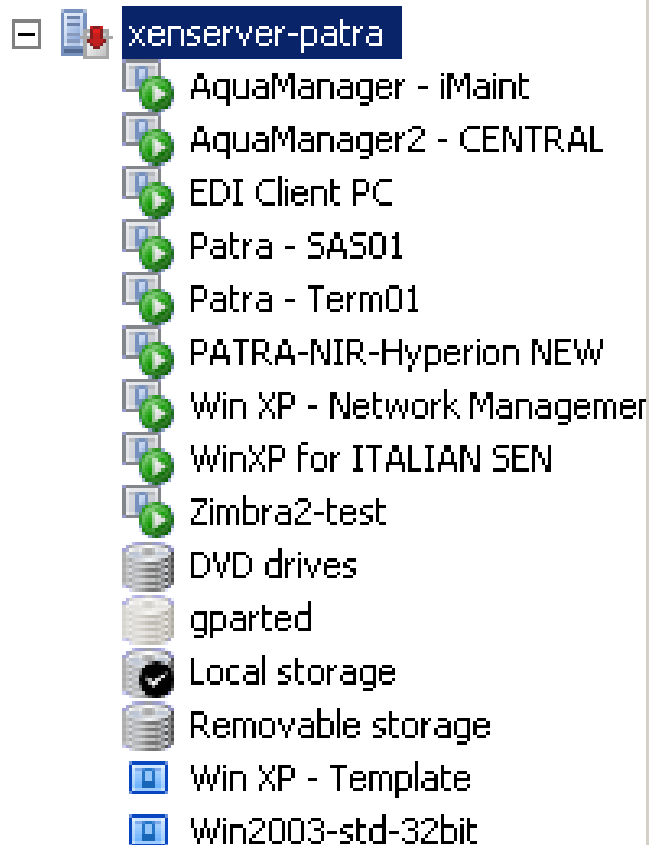 xenserver-patra
AquaManager - iMaint
AquaManager2 - CENTRAL
EDI Client PC
Patra - SAS01
Patra - Term01
PATRA-NIR-Hyperion NEW
Win XP - Network Managemer
WinXP for ITALIAN SEN
Zimbra2-test
DVD drives
gparted
Local storage
Removable storage
Win XP - Template
Win2003-std-32bit